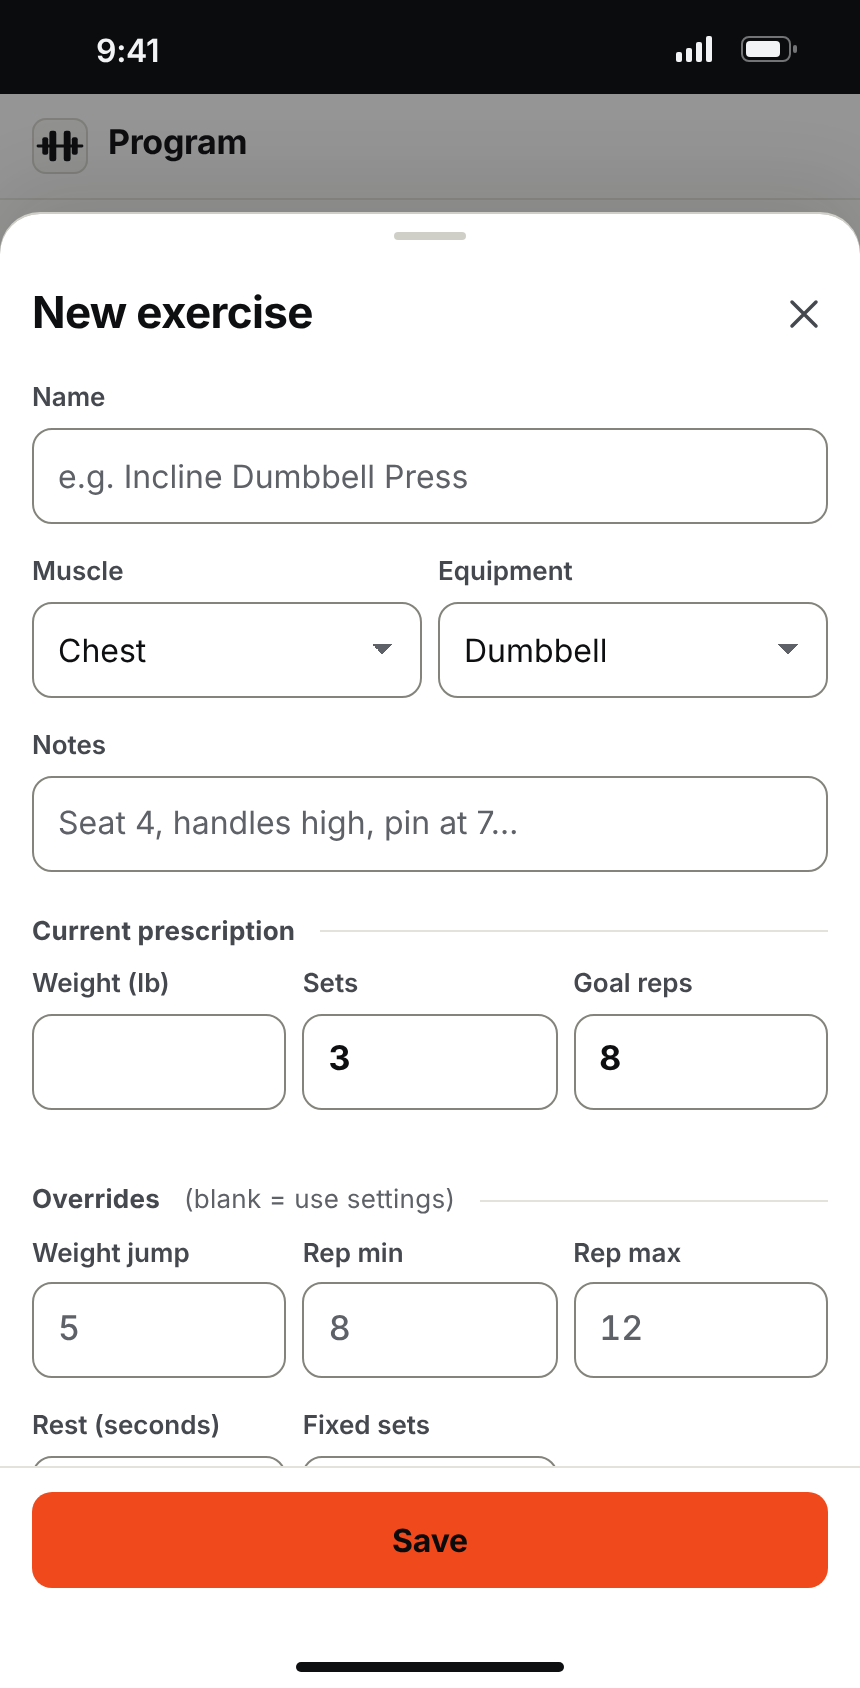 9:41
Program
New exercise
Name
e.g. Incline Dumbbell Press
Muscle
Equipment
Chest
Dumbbell
Notes
Seat 4, handles high, pin at 7...
Current prescription
Weight (lb)
Sets
Goal reps
3
8
Overrides (blank = use settings)
Weight jump
Rep min
Rep max
5
8
12
Rest (seconds)
Fixed sets
Save